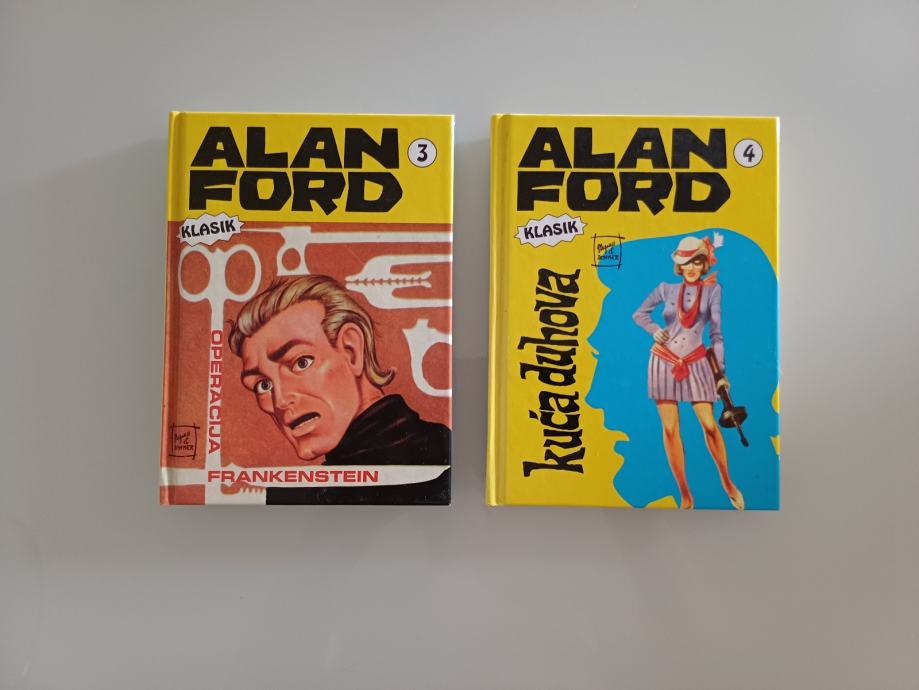 ALAN
FORD
3
KLASIK
OPERACIJA
FRANKENSTEIN
ALAN
FORD
4
KLASIK
kuća duhova